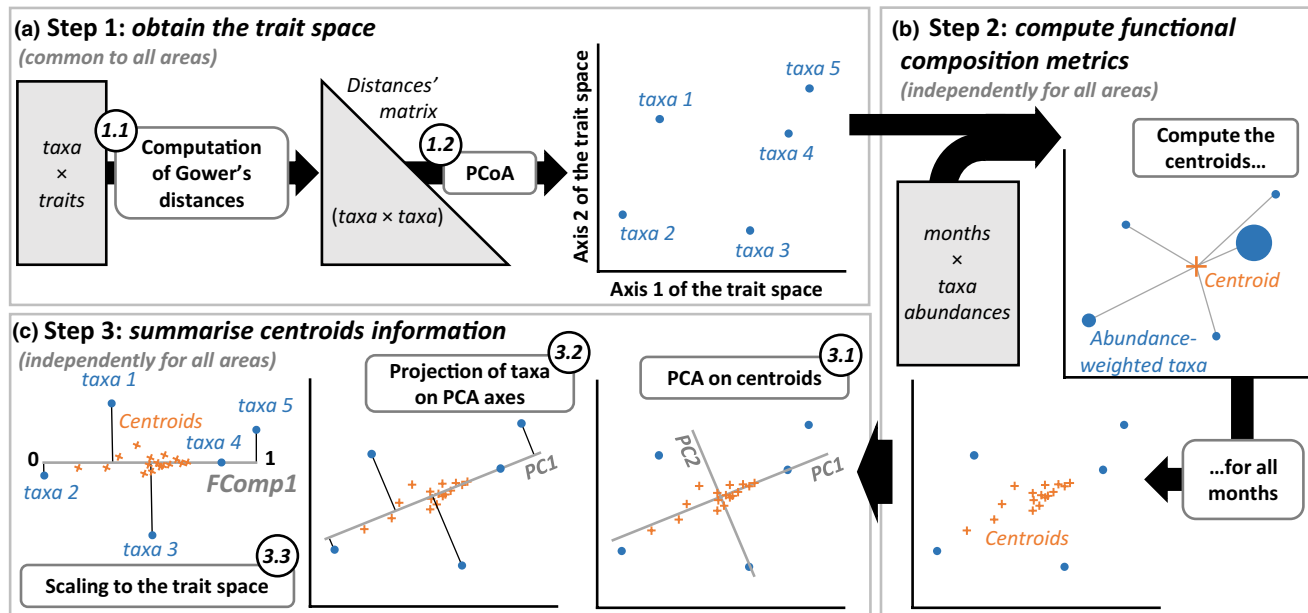 (a) Step 1: obtain the trait space
(common to all areas)
taxa
×
traits
1.1
Computation
of Gower's
distances
Distances'
matrix
(taxa × taxa)
1.2
PCoA
Axis 2 of the trait space
taxa 1
taxa 5
taxa 4
taxa 2
taxa 3
Axis 1 of the trait space
(b) Step 2: compute functional
composition metrics
(independently for all areas)
months
×
taxa
abundances
Compute the
centroids...
Centroid
Abundance-
weighted taxa
...for all
months
Centroids
(c) Step 3: summarise centroids information
(independently for all areas)
3.1
PCA on centroids
PC2
PC1
3.2
Projection of taxa
on PCA axes
PC1
taxa 1
Centroids
taxa 5
taxa 4
0
1
taxa 2
FComp1
taxa 3
3.3
Scaling to the trait space